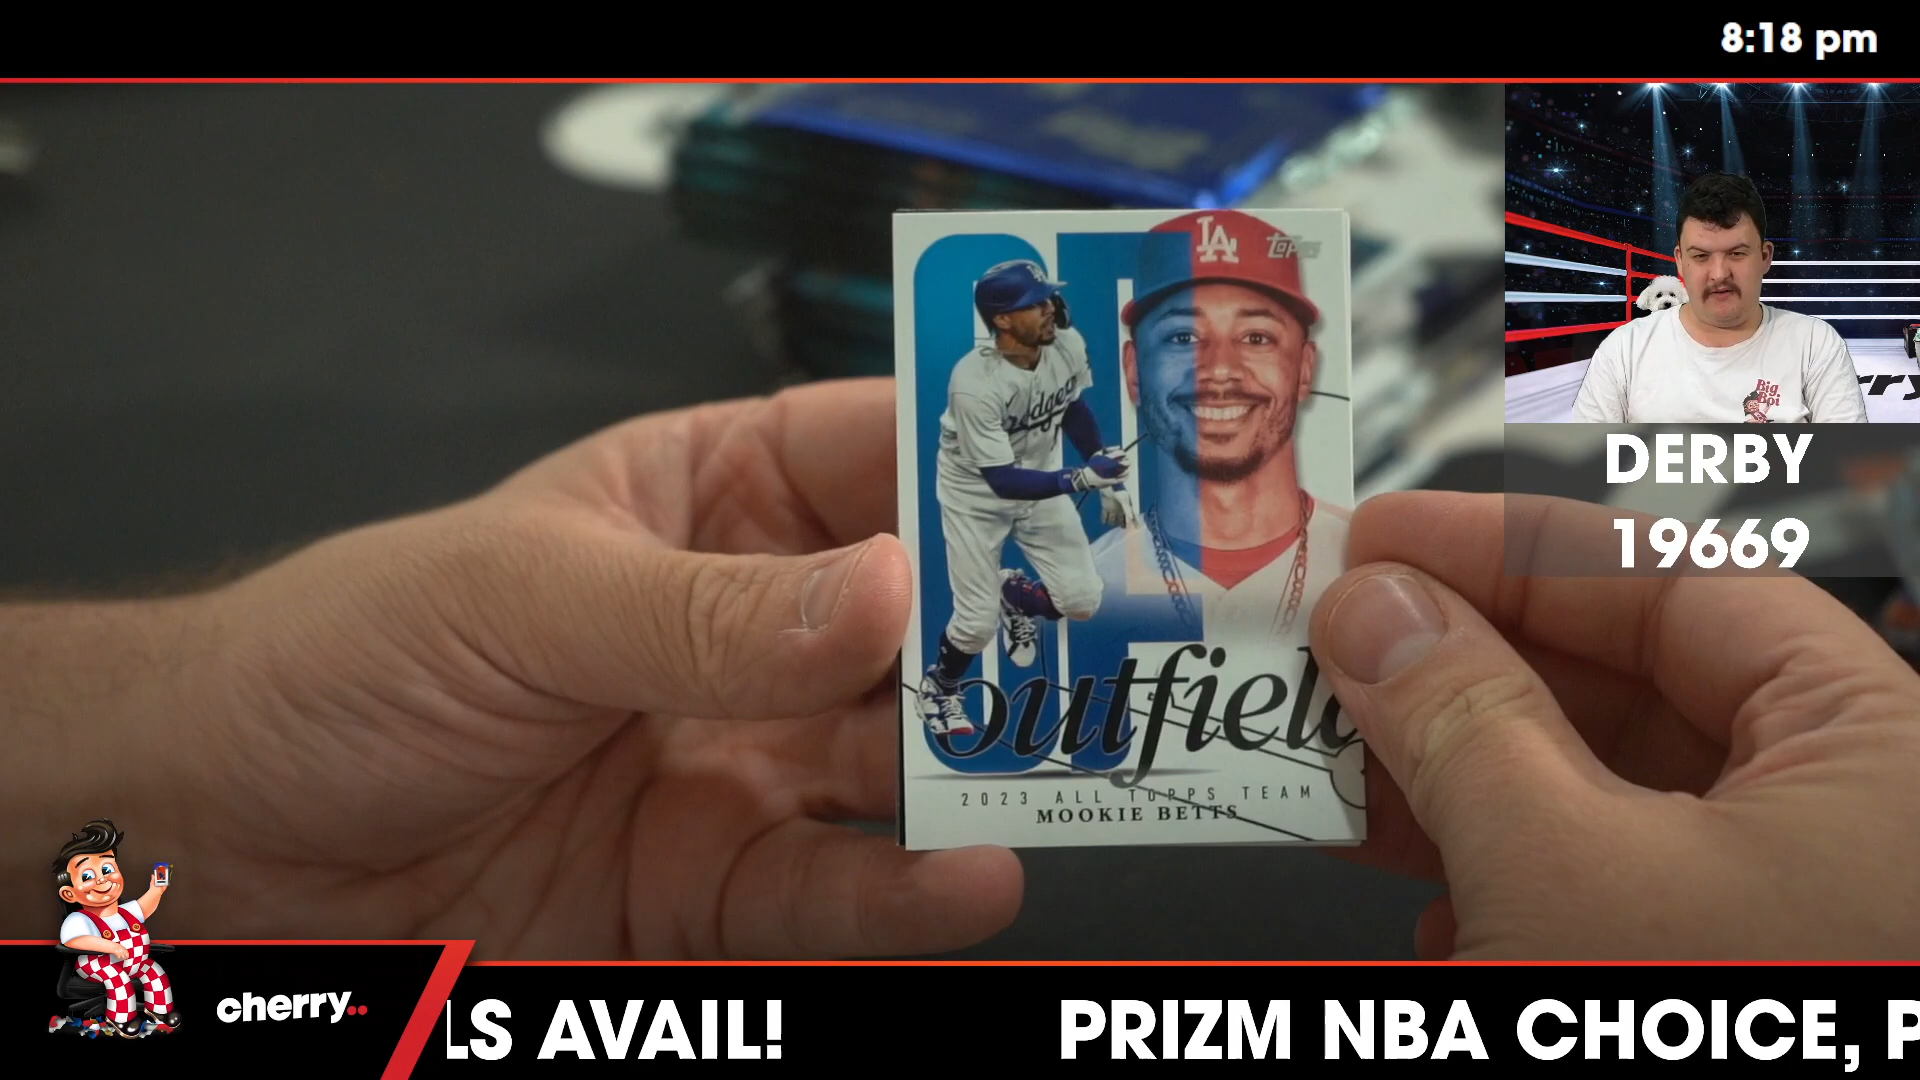 8:18 pm
LA
TOPPS
Dodgers
OF
outfield
2023 ALL TOPPS TEAM
MOOKIE BETTS
Big
Boi
DERBY
19669
cherry..
LS AVAIL!
PRIZM NBA CHOICE, P